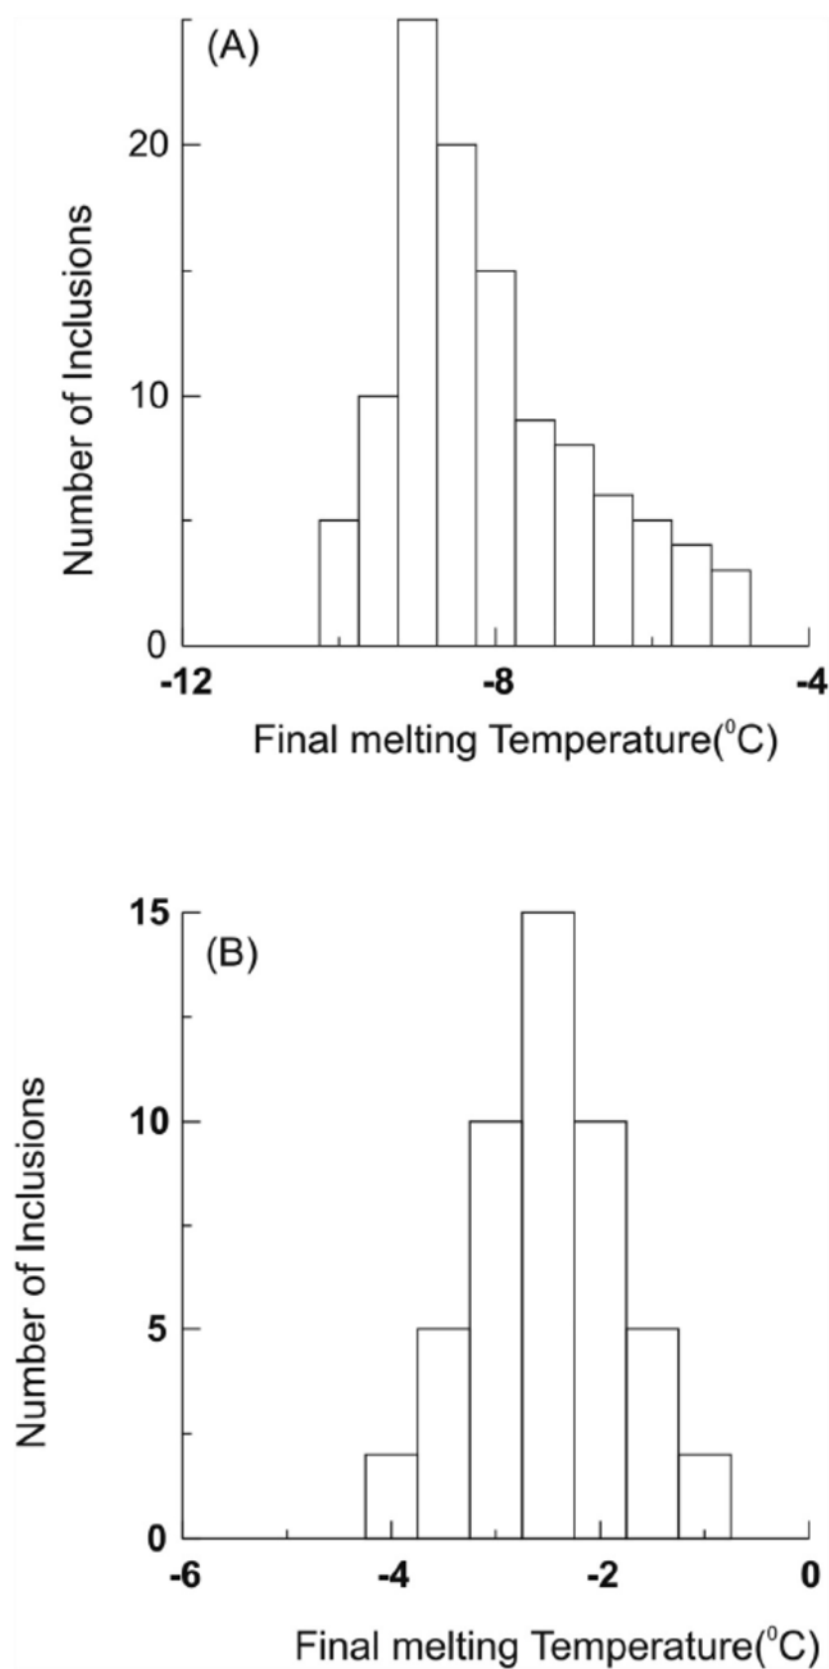 (A)
20
10
0
Number of Inclusions
-12 -8 -4
Final melting Temperature(⁰C)
15
(B)
10
5
0
Number of Inclusions
-6 -4 -2 0
Final melting Temperature(⁰C)